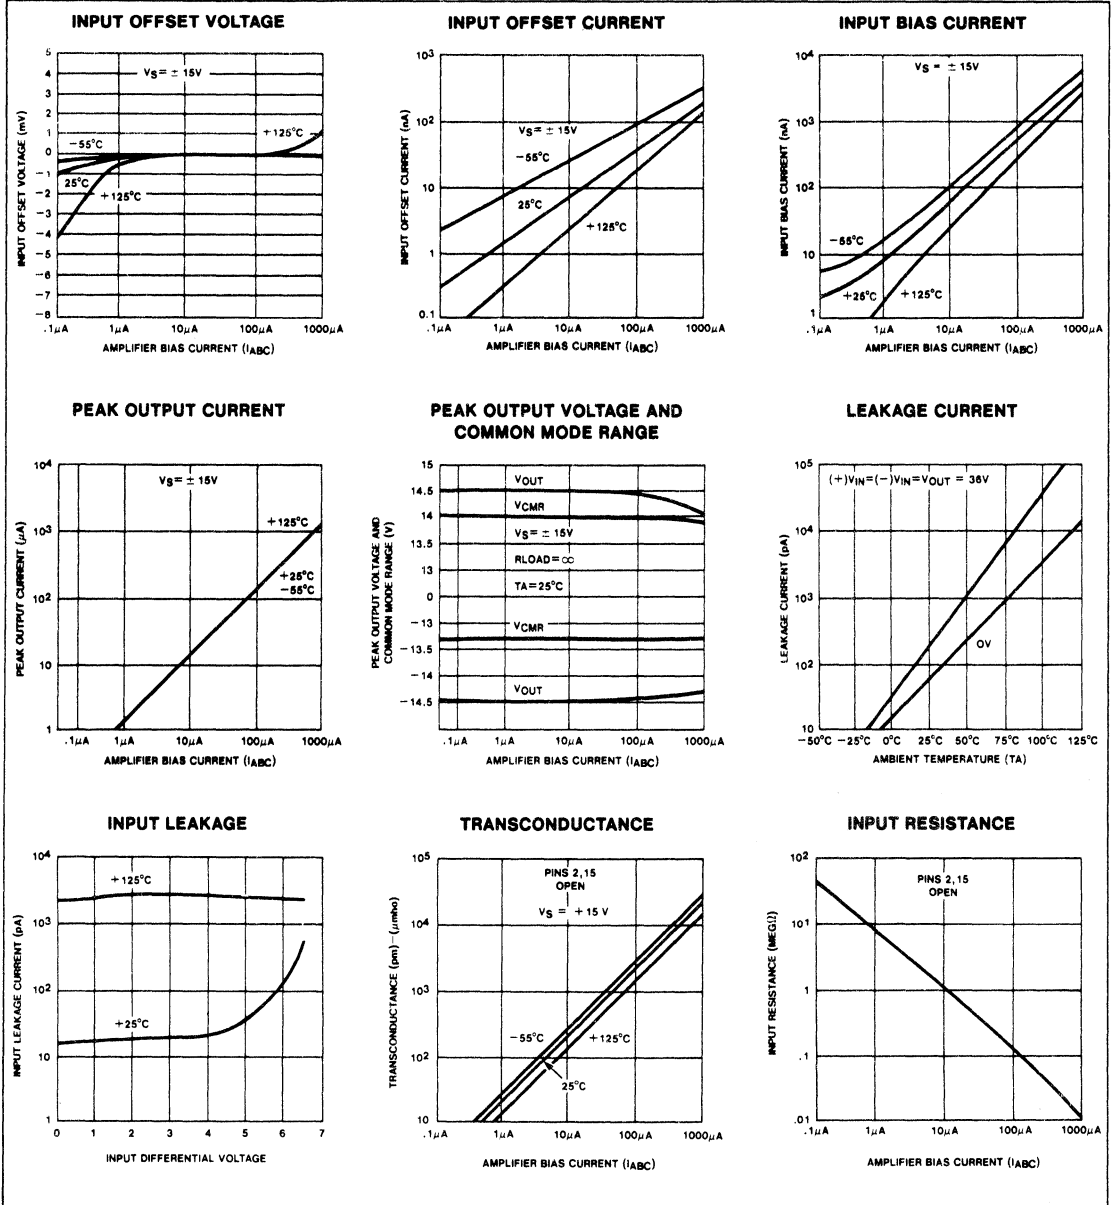 INPUT OFFSET VOLTAGE
5
4
3
2
1
0
−1
−2
−3
−4
−5
−6
−7
−8
VS = ± 15V
+125°C
−55°C
25°C
+125°C
INPUT OFFSET VOLTAGE (mV)
.1µA 1µA 10µA 100µA 1000µA
AMPLIFIER BIAS CURRENT (IABC)
INPUT OFFSET CURRENT
10³
10²
10
1
0.1
VS = ± 15V
−55°C
25°C
+125°C
INPUT OFFSET CURRENT (nA)
.1µA 1µA 10µA 100µA 1000µA
AMPLIFIER BIAS CURRENT (IABC)
INPUT BIAS CURRENT
10⁴
10³
10²
10
1
VS = ± 15V
−55°C
+25°C
+125°C
INPUT BIAS CURRENT (nA)
.1µA 1µA 10µA 100µA 1000µA
AMPLIFIER BIAS CURRENT (IABC)
PEAK OUTPUT CURRENT
10⁴
10³
10²
10
1
VS = ± 15V
+125°C
+25°C
−55°C
PEAK OUTPUT CURRENT (µA)
.1µA 1µA 10µA 100µA 1000µA
AMPLIFIER BIAS CURRENT (IABC)
PEAK OUTPUT VOLTAGE AND
COMMON MODE RANGE
15
14.5
14
13.5
13
0
−13
−13.5
−14
−14.5
VOUT
VCMR
VS = ± 15V
RLOAD = ∞
TA = 25°C
VCMR
VOUT
PEAK OUTPUT VOLTAGE AND
COMMON MODE RANGE (V)
.1µA 1µA 10µA 100µA 1000µA
AMPLIFIER BIAS CURRENT (IABC)
LEAKAGE CURRENT
10⁵
10⁴
10³
10²
10
(+)VIN=(−)VIN=VOUT = 36V
0V
LEAKAGE CURRENT (pA)
−50°C −25°C 0°C 25°C 50°C 75°C 100°C 125°C
AMBIENT TEMPERATURE (TA)
INPUT LEAKAGE
10⁴
10³
10²
10
1
+125°C
+25°C
INPUT LEAKAGE CURRENT (pA)
0 1 2 3 4 5 6 7
INPUT DIFFERENTIAL VOLTAGE
TRANSCONDUCTANCE
10⁵
10⁴
10³
10²
10
PINS 2,15
OPEN
VS = +15 V
−55°C
+125°C
25°C
TRANSCONDUCTANCE (pm)−(µmho)
.1µA 1µA 10µA 100µA 1000µA
AMPLIFIER BIAS CURRENT (IABC)
INPUT RESISTANCE
10²
10¹
1
.1
.01
PINS 2,15
OPEN
INPUT RESISTANCE (MEGΩ)
.1µA 1µA 10µA 100µA 1000µA
AMPLIFIER BIAS CURRENT (IABC)